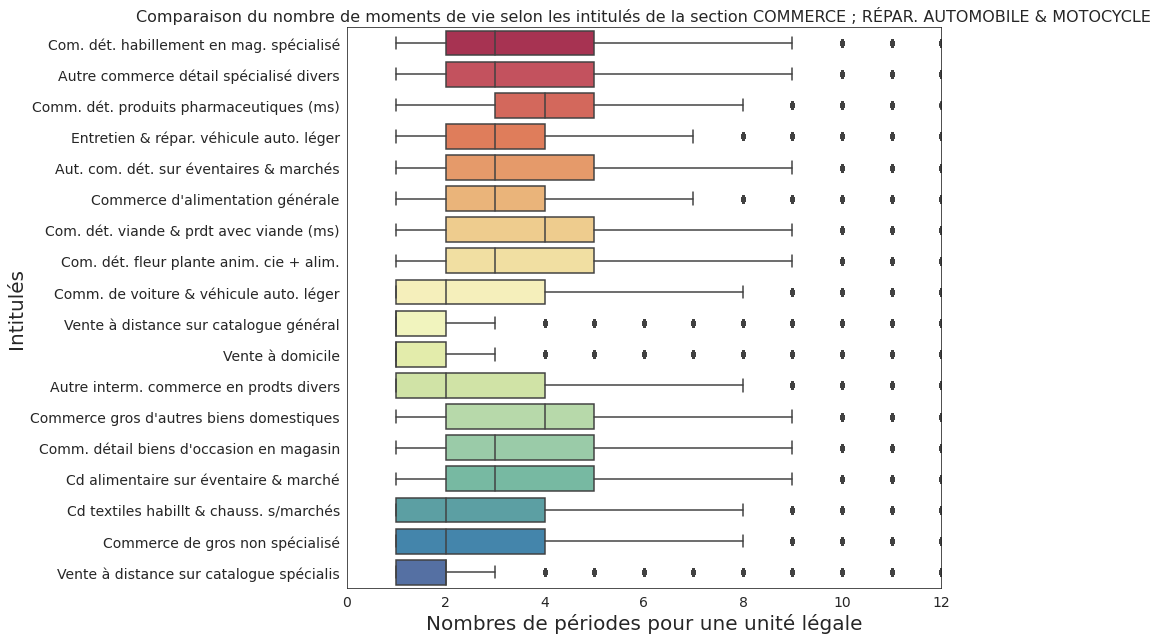 Comparaison du nombre de moments de vie selon les intitulés de la section COMMERCE ; RÉPAR. AUTOMOBILE & MOTOCYCLE
Intitulés
Com. dét. habillement en mag. spécialisé
Autre commerce détail spécialisé divers
Comm. dét. produits pharmaceutiques (ms)
Entretien & répar. véhicule auto. léger
Aut. com. dét. sur éventaires & marchés
Commerce d'alimentation générale
Com. dét. viande & prdt avec viande (ms)
Com. dét. fleur plante anim. cie + alim.
Comm. de voiture & véhicule auto. léger
Vente à distance sur catalogue général
Vente à domicile
Autre interm. commerce en prodts divers
Commerce gros d'autres biens domestiques
Comm. détail biens d'occasion en magasin
Cd alimentaire sur éventaire & marché
Cd textiles habillt & chauss. s/marchés
Commerce de gros non spécialisé
Vente à distance sur catalogue spécialis
0 2 4 6 8 10 12
Nombres de périodes pour une unité légale